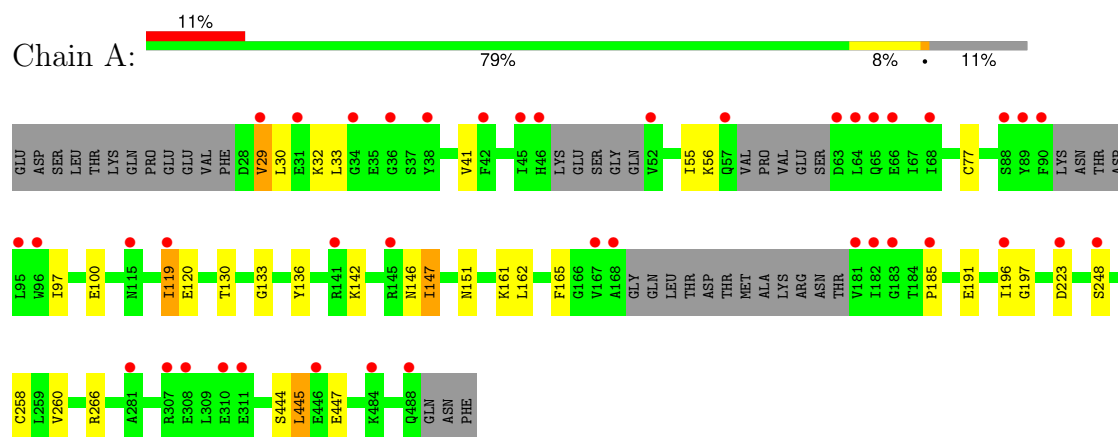 11%
Chain A:
79% 8% • 11%
GLU ASP SER LEU THR LYS GLN PRO GLU GLU VAL PHE D28 V29 L30 E31 K32 L33 G34 E35 G36 S37 Y38 V41 F42 I45 H46 LYS GLU SER GLY GLN V52 I55 K56 Q57 VAL PRO VAL GLU SER D63 L64 Q65 E66 I67 I68 C77 S88 Y89 F90 LYS ASN THR ASP
L95 W96 I97 E100 N115 I119 E120 T130 G133 Y136 R141 K142 R145 N146 I147 N151 K161 L162 F165 G166 V167 A168 GLY GLN LEU THR ASP THR MET ALA LYS ARG ASN THR V181 I182 G183 T184 P185 E191 I196 G197 D223 S248
C258 L259 V260 R266 A281 R307 E308 L309 E310 E311 S444 L445 E446 E447 K484 Q488 GLN ASN PHE